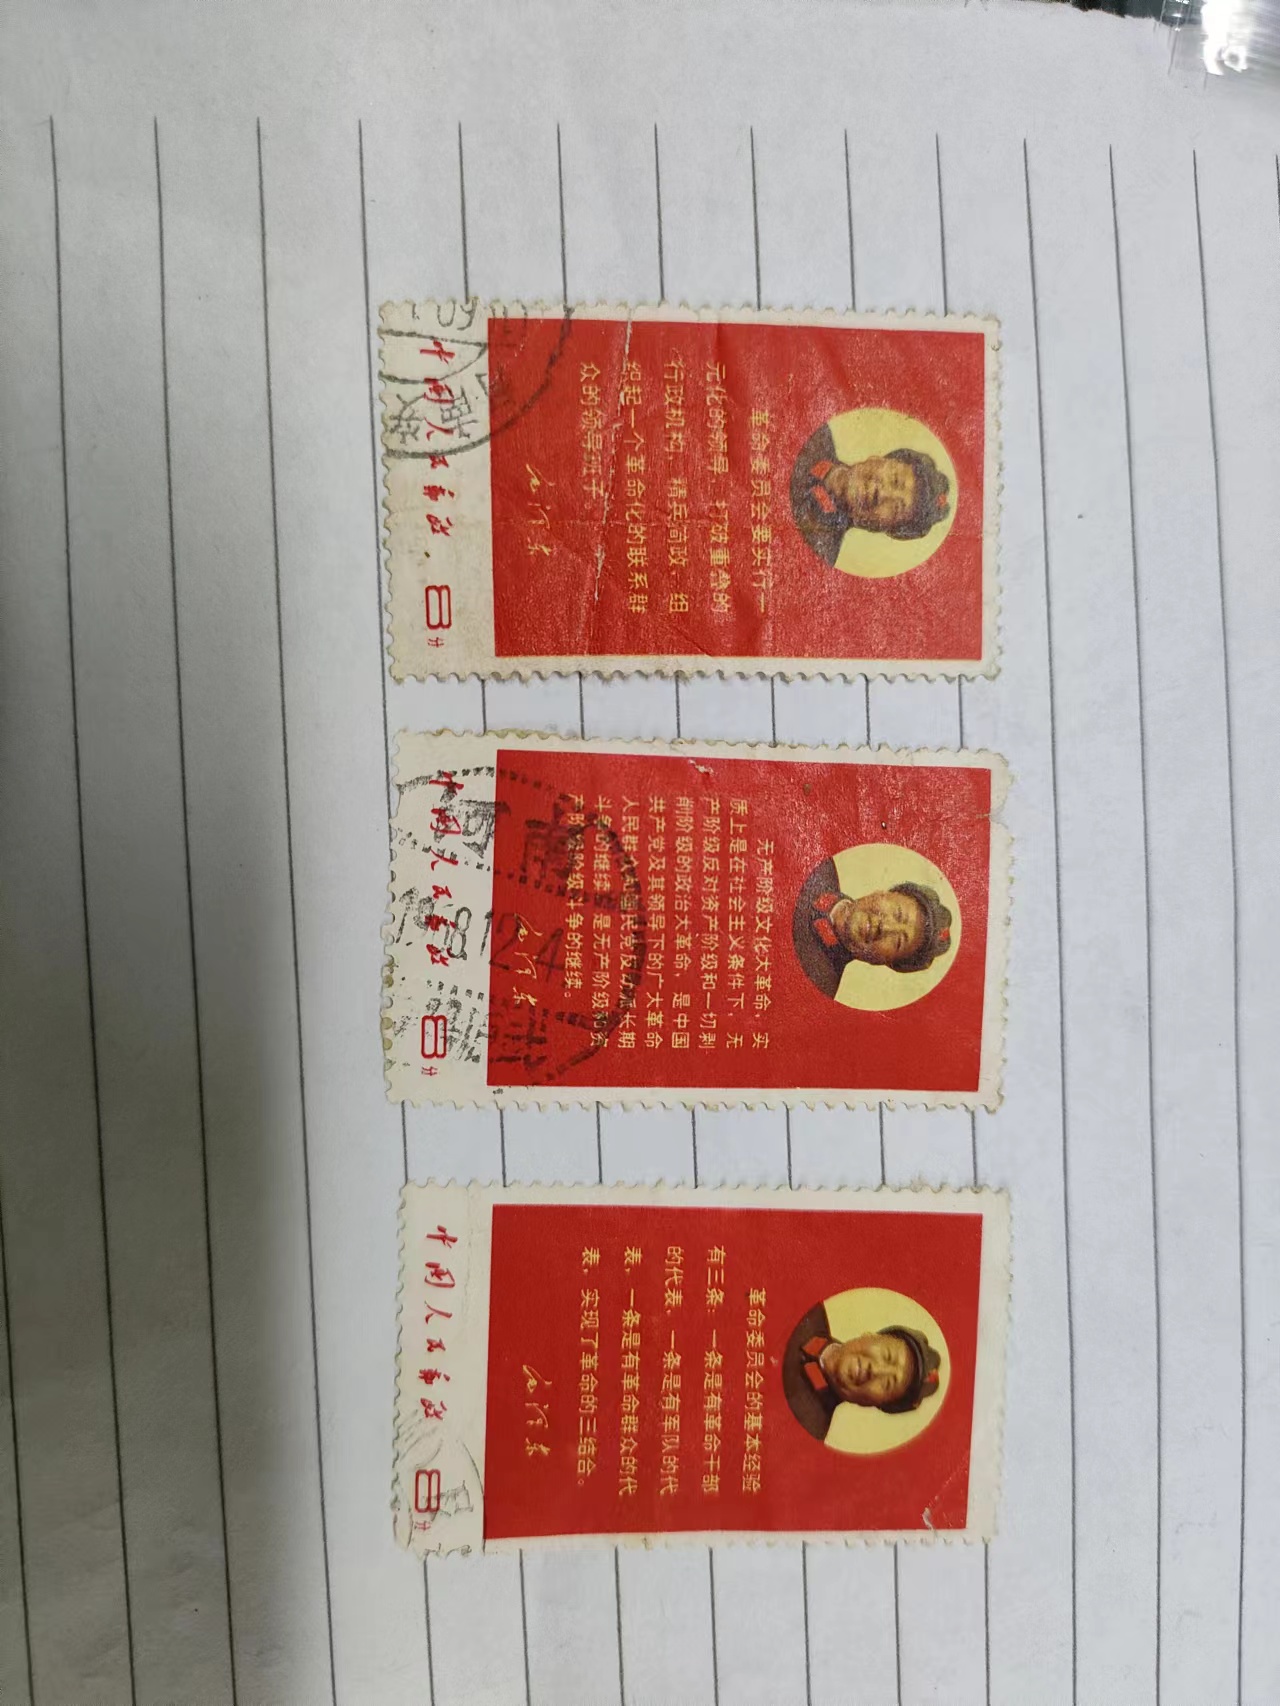 革命委员会要实行一
元化的领导，打破重叠的
行政机构，精兵简政，组
织起一个革命化的联系群
众的领导班子。
毛泽东
中国人民邮政
8分
无产阶级文化大革命，实
质上是在社会主义条件下，无
产阶级反对资产阶级和一切剥
削阶级的政治大革命，是中国
共产党及其领导下的广大革命
人民群众和国民党反动派长期
斗争的继续，是无产阶级和资
产阶级阶级斗争的继续。
毛泽东
中国人民邮政
8分
河南
12.4
革命委员会的基本经验
有三条：一条是有革命干部
的代表，一条是有军队的代
表，一条是有革命群众的代
表，实现了革命的三结合。
毛泽东
中国人民邮政
8分